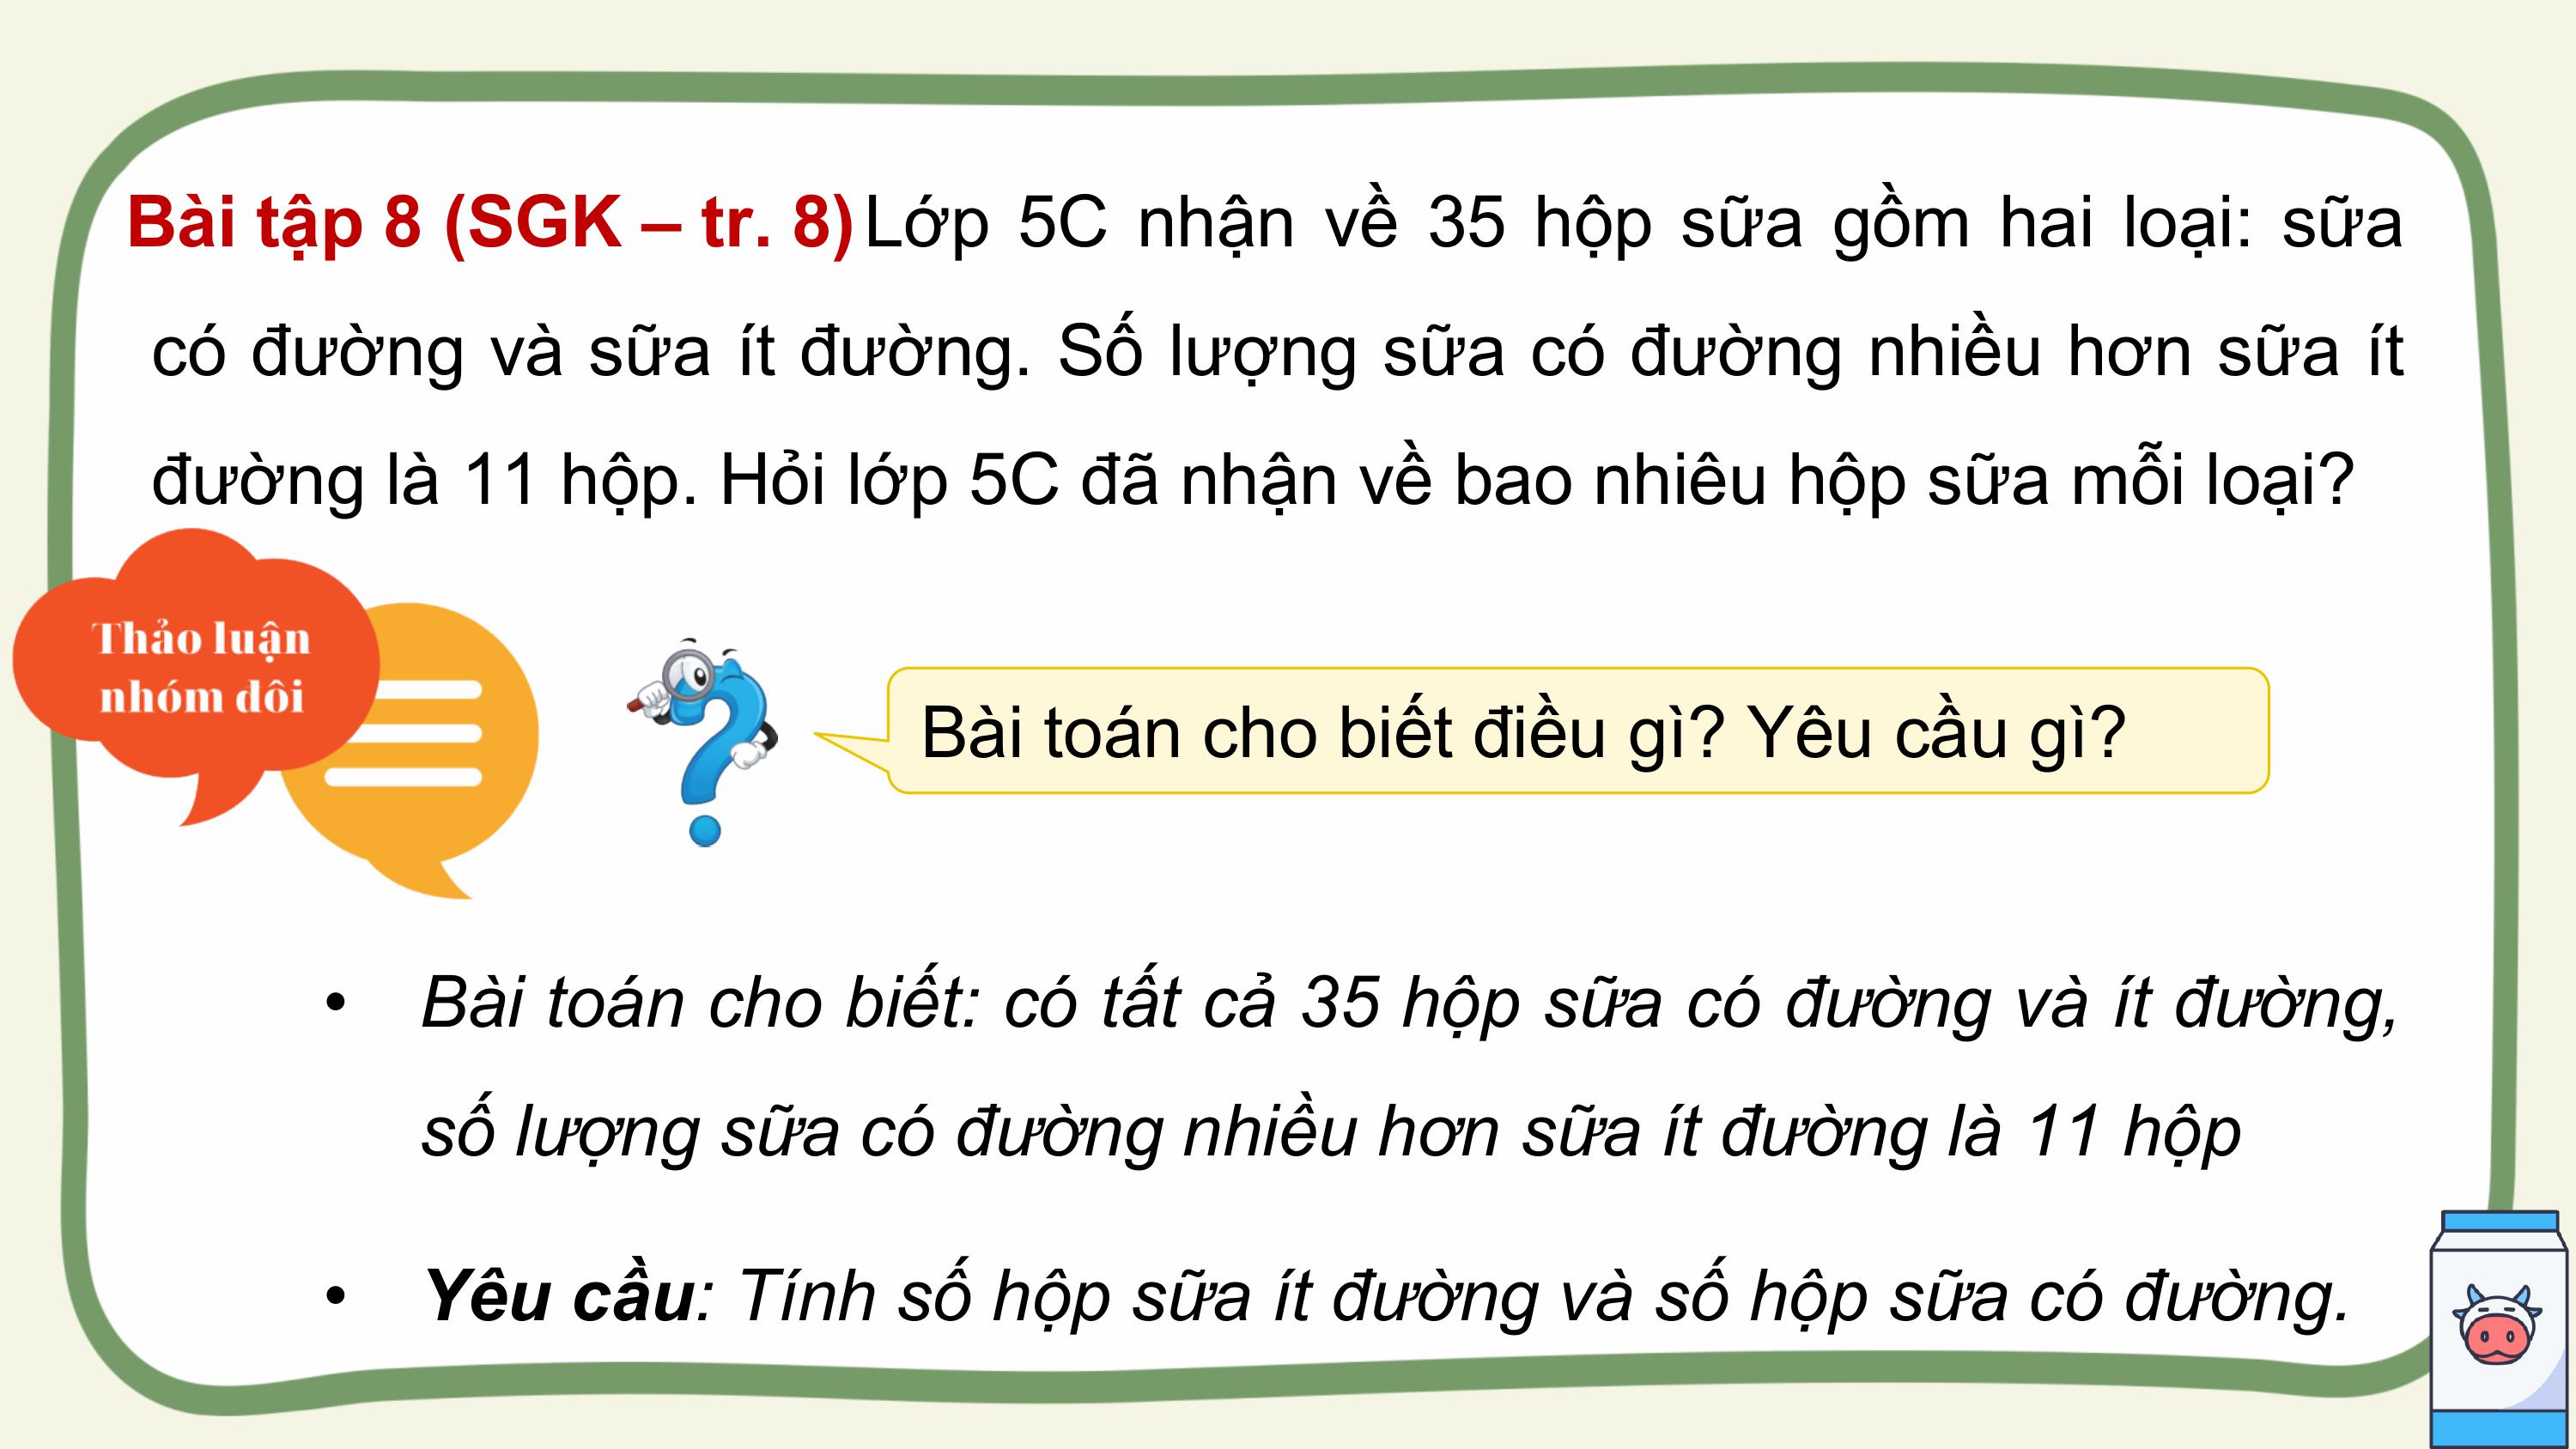 Bài tập 8 (SGK – tr. 8) Lớp 5C nhận về 35 hộp sữa gồm hai loại: sữa
có đường và sữa ít đường. Số lượng sữa có đường nhiều hơn sữa ít
đường là 11 hộp. Hỏi lớp 5C đã nhận về bao nhiêu hộp sữa mỗi loại?
Thảo luận
nhóm đôi
Bài toán cho biết điều gì? Yêu cầu gì?
• Bài toán cho biết: có tất cả 35 hộp sữa có đường và ít đường,
số lượng sữa có đường nhiều hơn sữa ít đường là 11 hộp
• Yêu cầu: Tính số hộp sữa ít đường và số hộp sữa có đường.